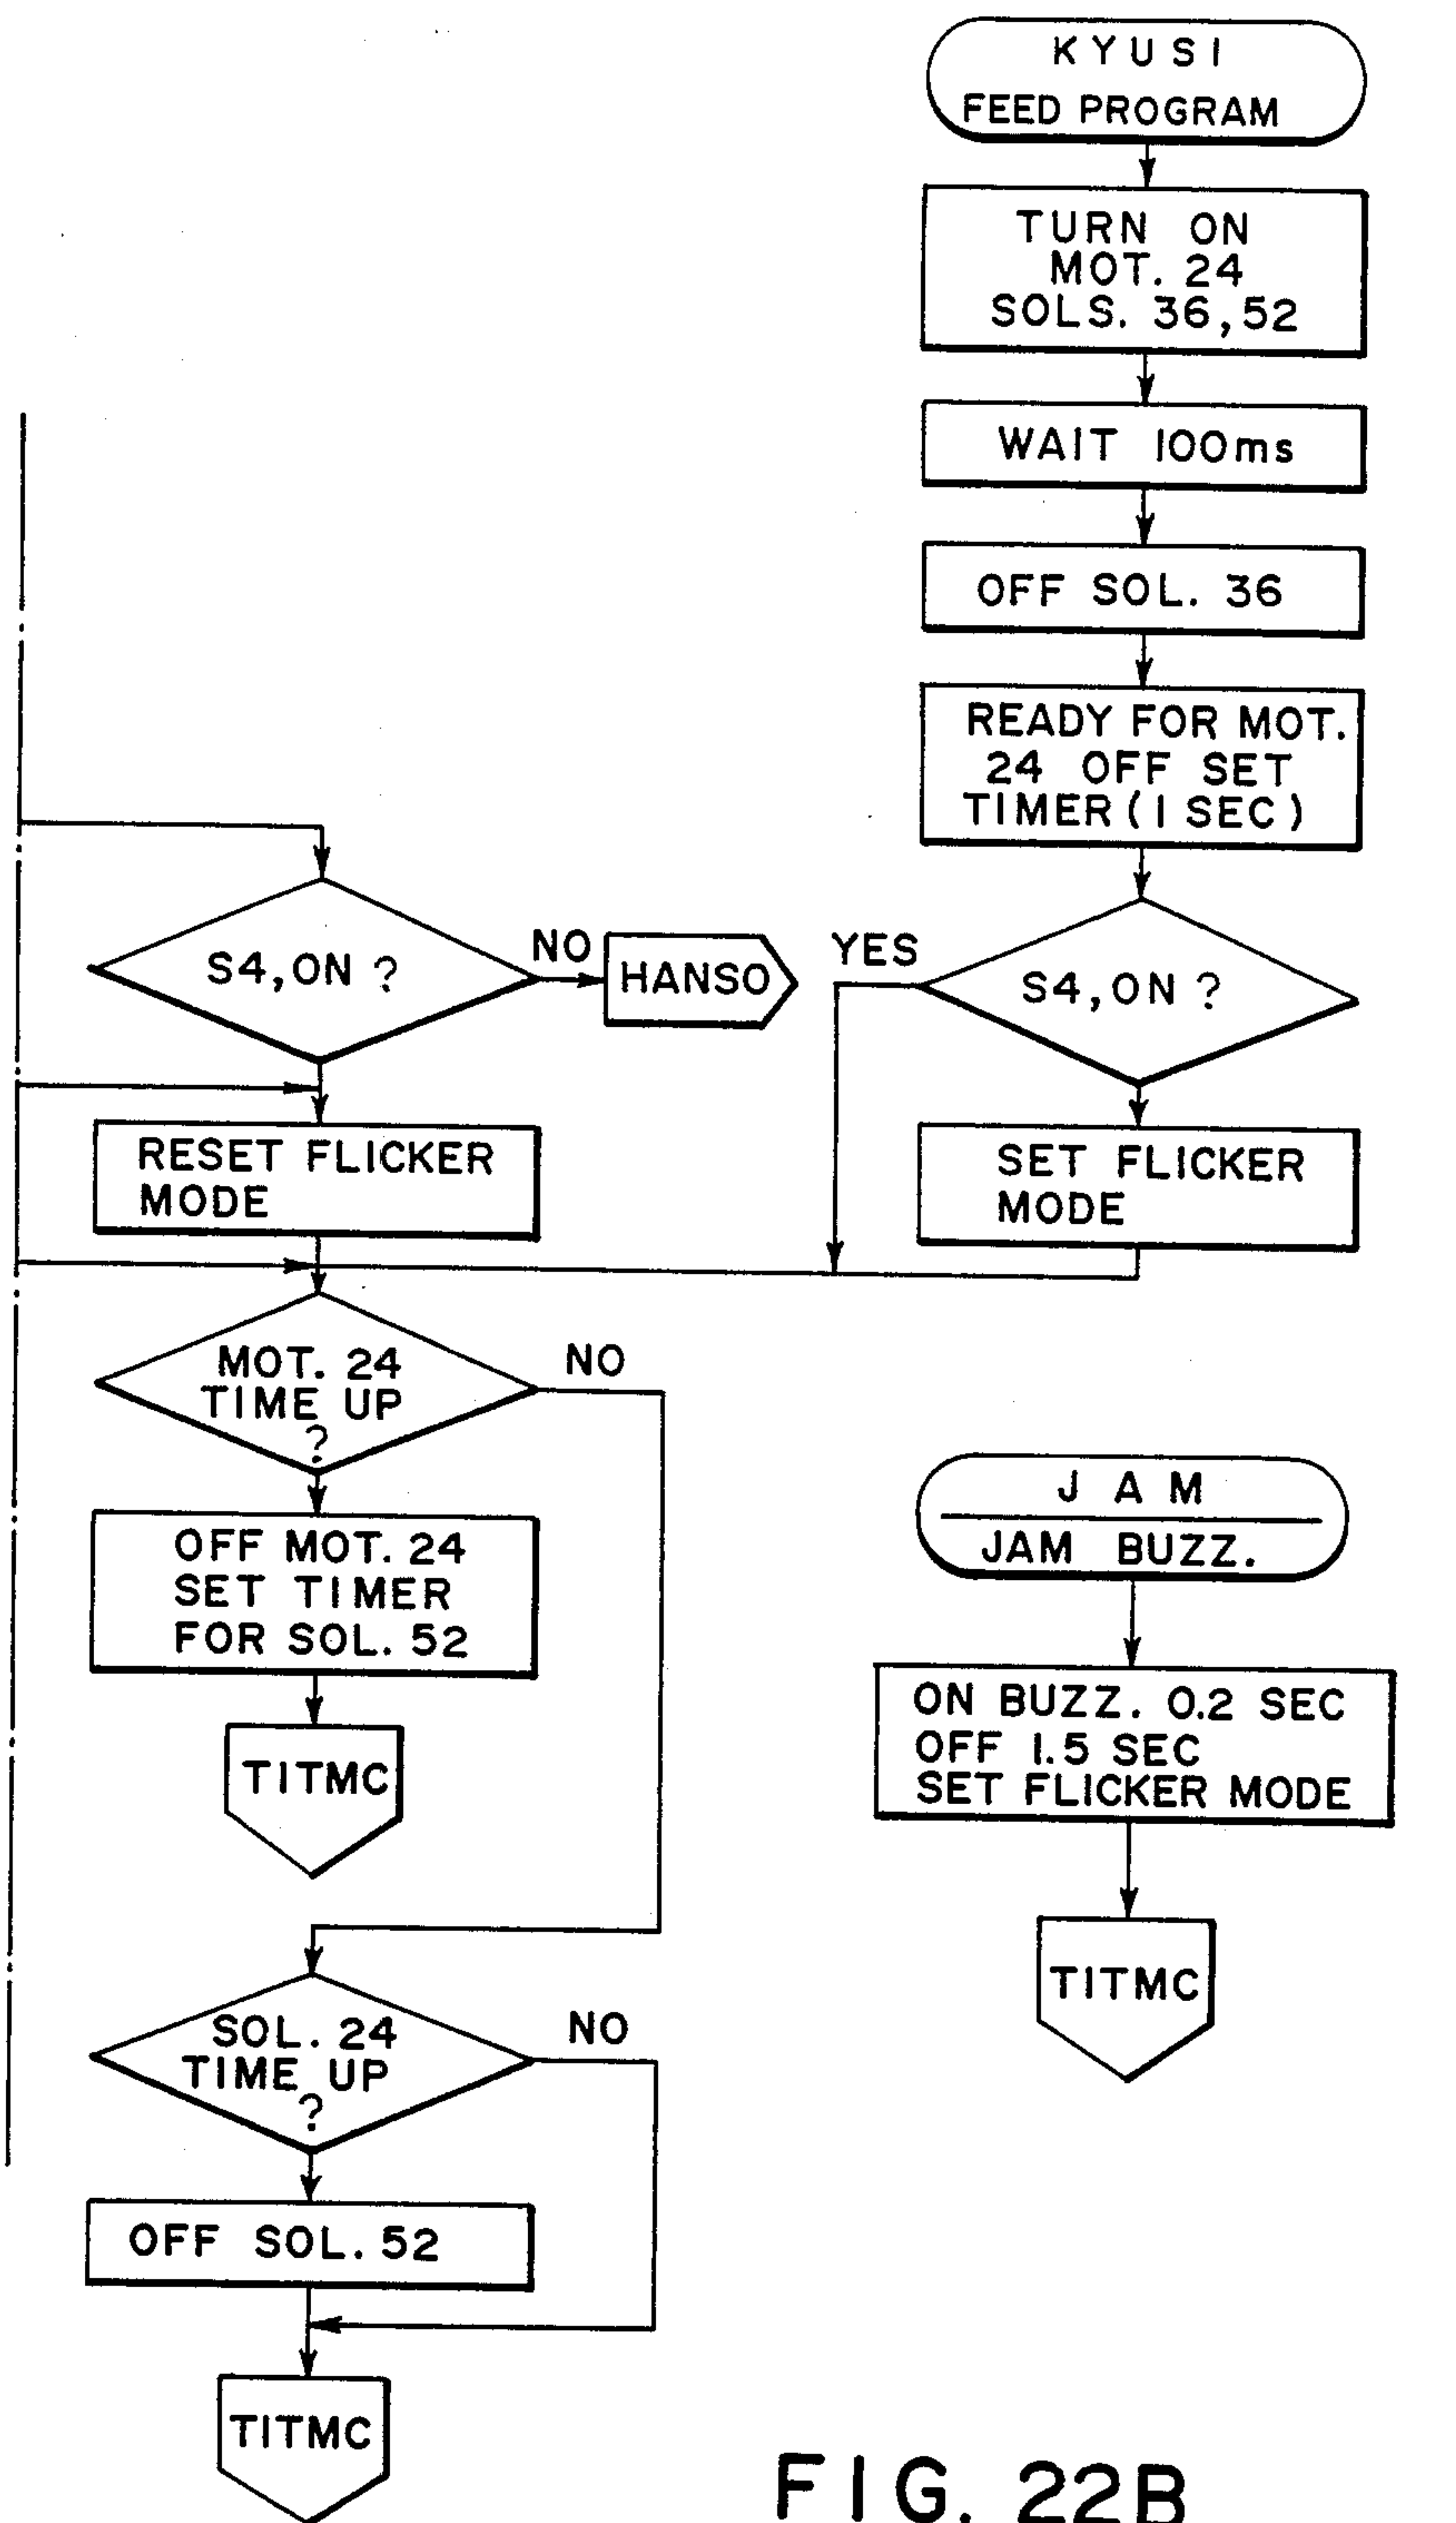 KYUSI
FEED PROGRAM
TURN ON
MOT. 24
SOLS. 36,52
WAIT 100ms
OFF SOL. 36
READY FOR MOT.
24 OFF SET
TIMER (1 SEC)
S4, ON ?
YES
SET FLICKER
MODE
S4, ON ?
NO
HANSO
RESET FLICKER
MODE
MOT. 24
TIME UP
?
NO
OFF MOT. 24
SET TIMER
FOR SOL. 52
TITMC
SOL. 24
TIME UP
?
NO
OFF SOL. 52
TITMC
JAM
JAM BUZZ.
ON BUZZ. 0.2 SEC
OFF 1.5 SEC
SET FLICKER MODE
TITMC
FIG. 22B